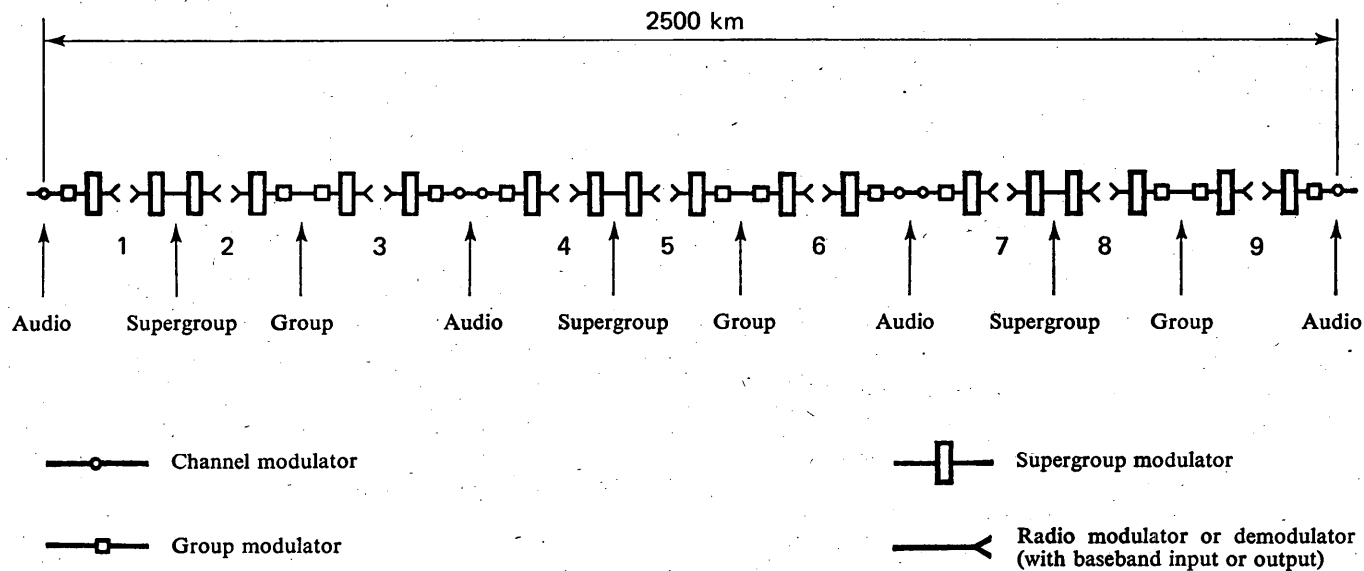 2500 km
1 2 3 4 5 6 7 8 9
Audio Supergroup Group Audio Supergroup Group Audio Supergroup Group Audio
Channel modulator
Supergroup modulator
Group modulator
Radio modulator or demodulator
(with baseband input or output)